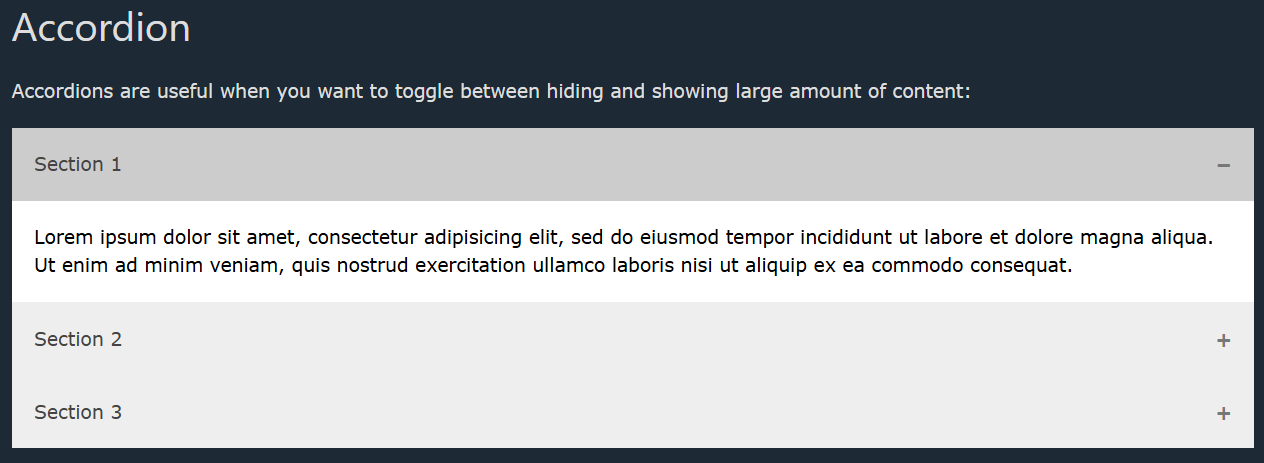 Accordion
Accordions are useful when you want to toggle between hiding and showing large amount of content:
Section 1 −
Lorem ipsum dolor sit amet, consectetur adipisicing elit, sed do eiusmod tempor incididunt ut labore et dolore magna aliqua.
Ut enim ad minim veniam, quis nostrud exercitation ullamco laboris nisi ut aliquip ex ea commodo consequat.
Section 2 +
Section 3 +